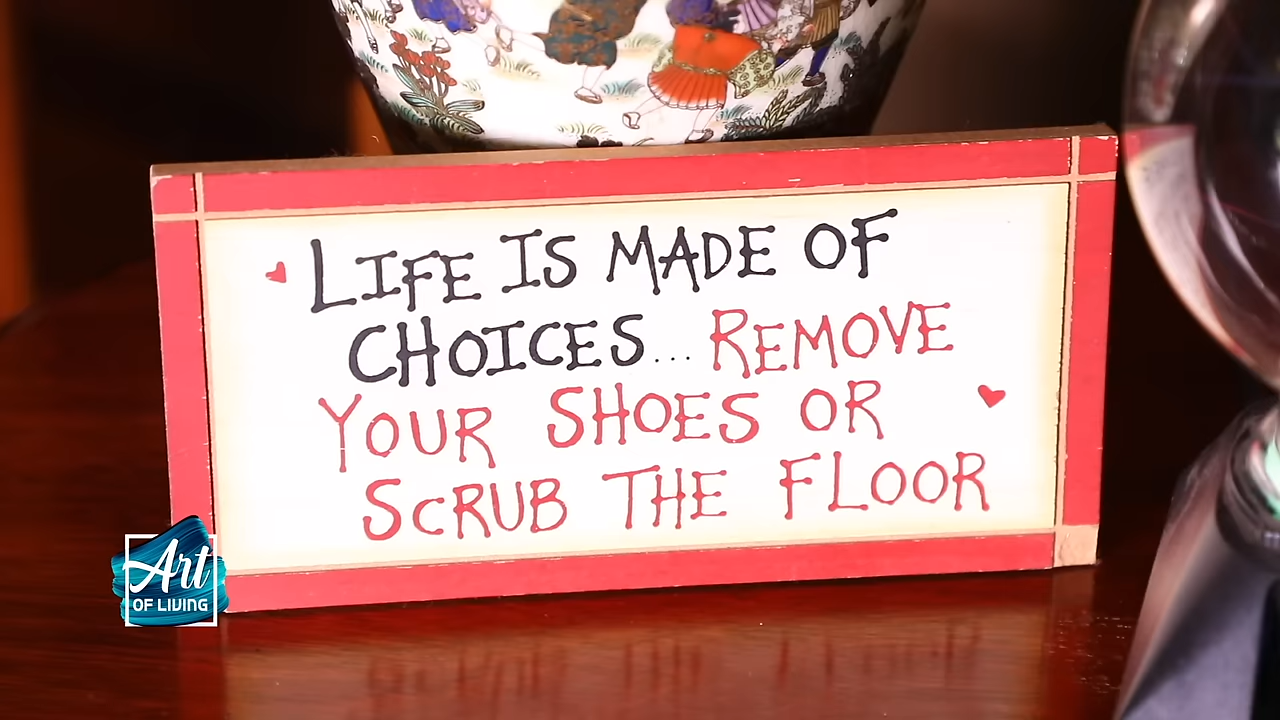 LIFE IS MADE OF
CHOICES... REMOVE
YOUR SHOES OR
SCRUB THE FLOOR
Art
OF LIVING